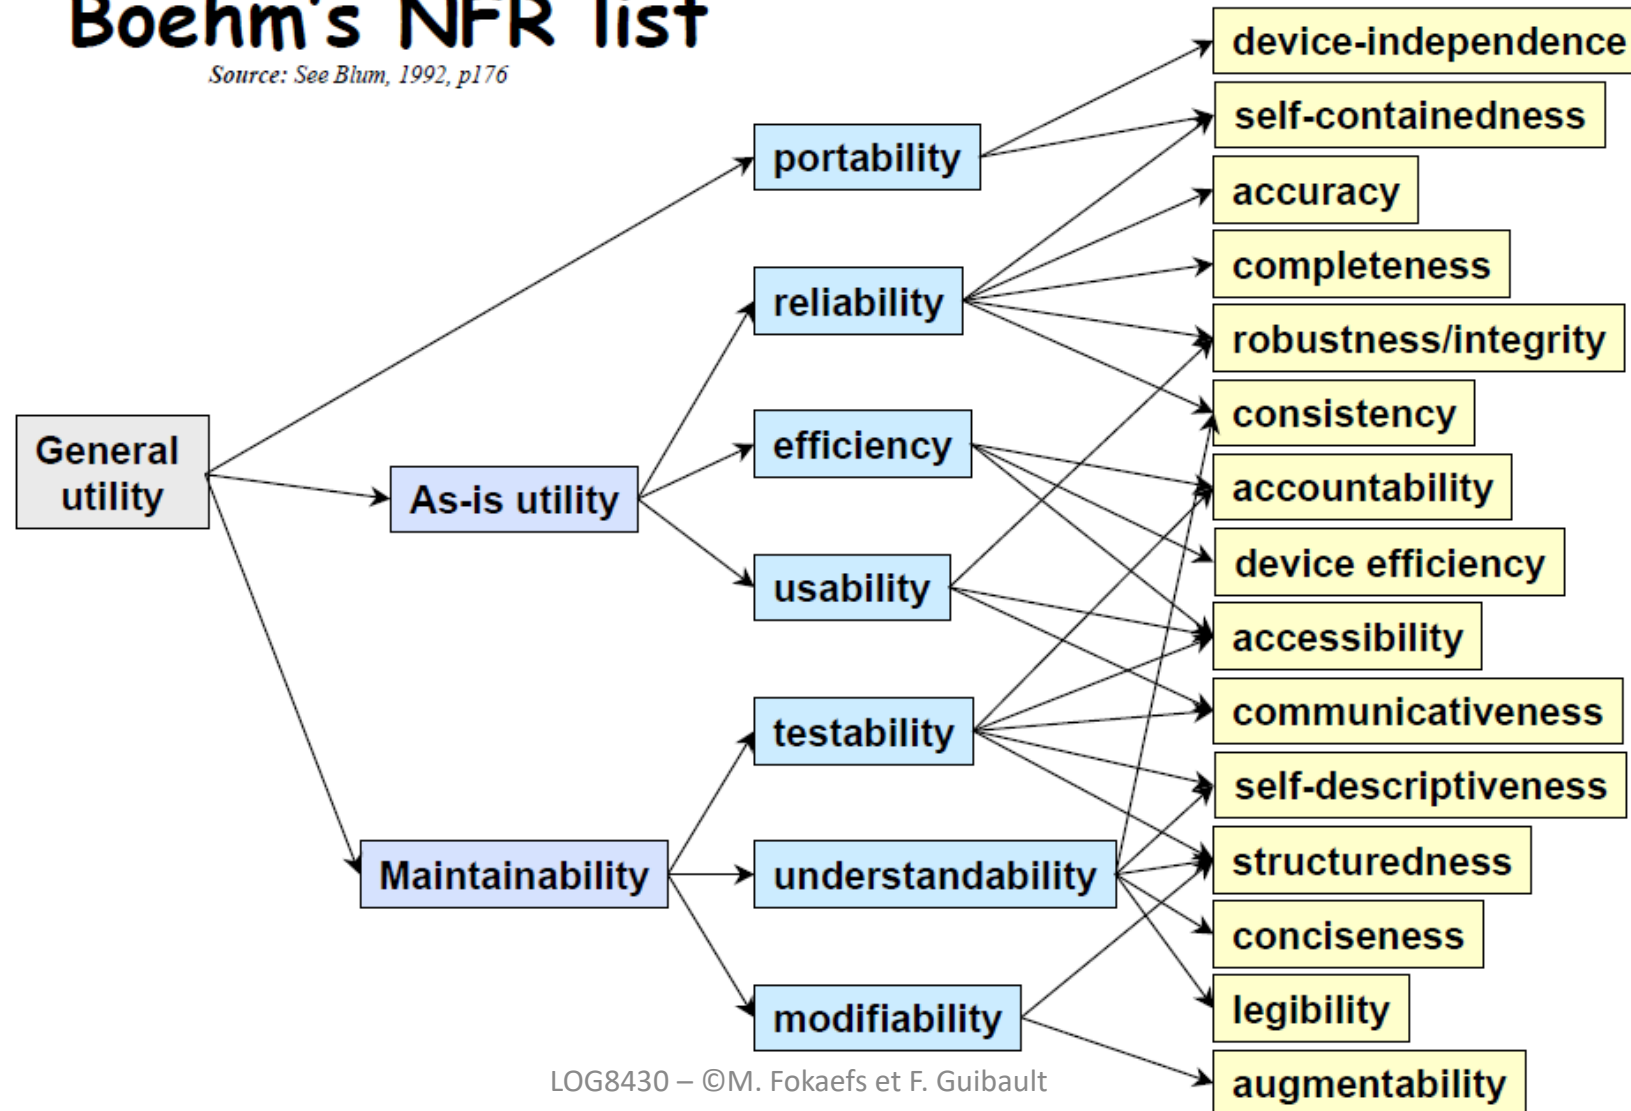 Boehm's NFR list
Source: See Blum, 1992, p176
General
utility
As-is utility
Maintainability
portability
reliability
efficiency
usability
testability
understandability
modifiability
device-independence
self-containedness
accuracy
completeness
robustness/integrity
consistency
accountability
device efficiency
accessibility
communicativeness
self-descriptiveness
structuredness
conciseness
legibility
augmentability
LOG8430 – ©M. Fokaefs et F. Guibault